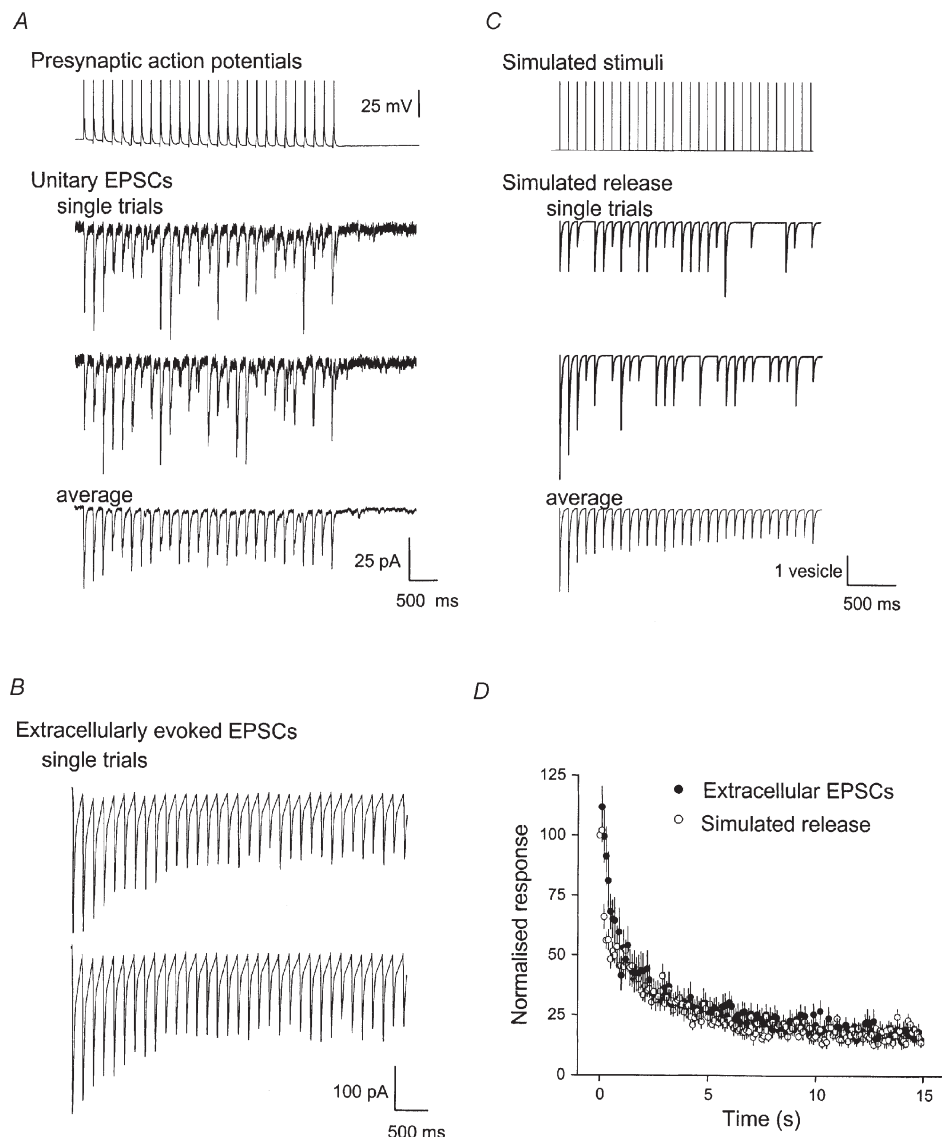 A
Presynaptic action potentials
25 mV
Unitary EPSCs
single trials
average
25 pA
500 ms
B
Extracellularly evoked EPSCs
single trials
100 pA
500 ms
C
Simulated stimuli
Simulated release
single trials
average
1 vesicle
500 ms
D
125
100
75
50
25
0
Normalised response
Extracellular EPSCs
Simulated release
0 5 10 15
Time (s)